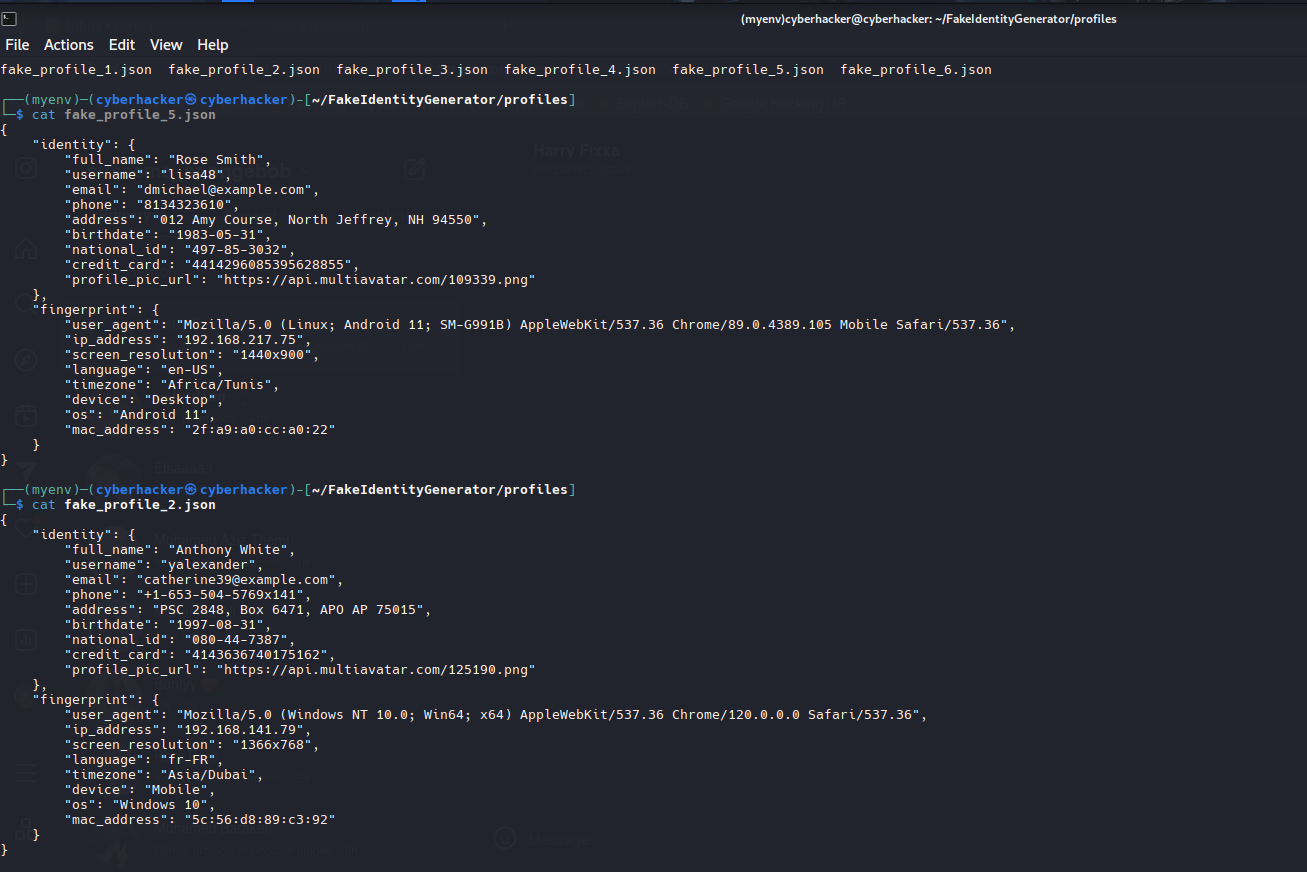 (myenv)cyberhacker@cyberhacker: ~/FakeIdentityGenerator/profiles
File Actions Edit View Help
fake_profile_1.json fake_profile_2.json fake_profile_3.json fake_profile_4.json fake_profile_5.json fake_profile_6.json
┌──(myenv)─(cyberhacker㉿cyberhacker)-[~/FakeIdentityGenerator/profiles]
└─$ cat fake_profile_5.json
{
    "identity": {
        "full_name": "Rose Smith",
        "username": "lisa48",
        "email": "dmichael@example.com",
        "phone": "8134323610",
        "address": "012 Amy Course, North Jeffrey, NH 94550",
        "birthdate": "1983-05-31",
        "national_id": "497-85-3032",
        "credit_card": "4414296085395628855",
        "profile_pic_url": "https://api.multiavatar.com/109339.png"
    },
    "fingerprint": {
        "user_agent": "Mozilla/5.0 (Linux; Android 11; SM-G991B) AppleWebKit/537.36 Chrome/89.0.4389.105 Mobile Safari/537.36",
        "ip_address": "192.168.217.75",
        "screen_resolution": "1440x900",
        "language": "en-US",
        "timezone": "Africa/Tunis",
        "device": "Desktop",
        "os": "Android 11",
        "mac_address": "2f:a9:a0:cc:a0:22"
    }
}
┌──(myenv)─(cyberhacker㉿cyberhacker)-[~/FakeIdentityGenerator/profiles]
└─$ cat fake_profile_2.json
{
    "identity": {
        "full_name": "Anthony White",
        "username": "yalexander",
        "email": "catherine39@example.com",
        "phone": "+1-653-504-5769x141",
        "address": "PSC 2848, Box 6471, APO AP 75015",
        "birthdate": "1997-08-31",
        "national_id": "080-44-7387",
        "credit_card": "4143636740175162",
        "profile_pic_url": "https://api.multiavatar.com/125190.png"
    },
    "fingerprint": {
        "user_agent": "Mozilla/5.0 (Windows NT 10.0; Win64; x64) AppleWebKit/537.36 Chrome/120.0.0.0 Safari/537.36",
        "ip_address": "192.168.141.79",
        "screen_resolution": "1366x768",
        "language": "fr-FR",
        "timezone": "Asia/Dubai",
        "device": "Mobile",
        "os": "Windows 10",
        "mac_address": "5c:56:d8:89:c3:92"
    }
}
Harry Fixxa
Message